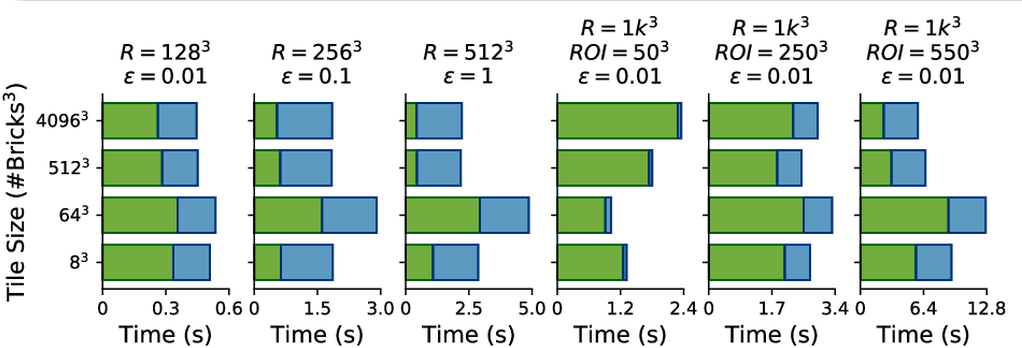 R = 128³
ε = 0.01
R = 256³
ε = 0.1
R = 512³
ε = 1
R = 1k³
ROI = 50³
ε = 0.01
R = 1k³
ROI = 250³
ε = 0.01
R = 1k³
ROI = 550³
ε = 0.01
Tile Size (#Bricks³)
4096³
512³
64³
8³
0 0.3 0.6
0 1.5 3.0
0 2.5 5.0
0 1.2 2.4
0 1.7 3.4
0 6.4 12.8
Time (s)
Time (s)
Time (s)
Time (s)
Time (s)
Time (s)